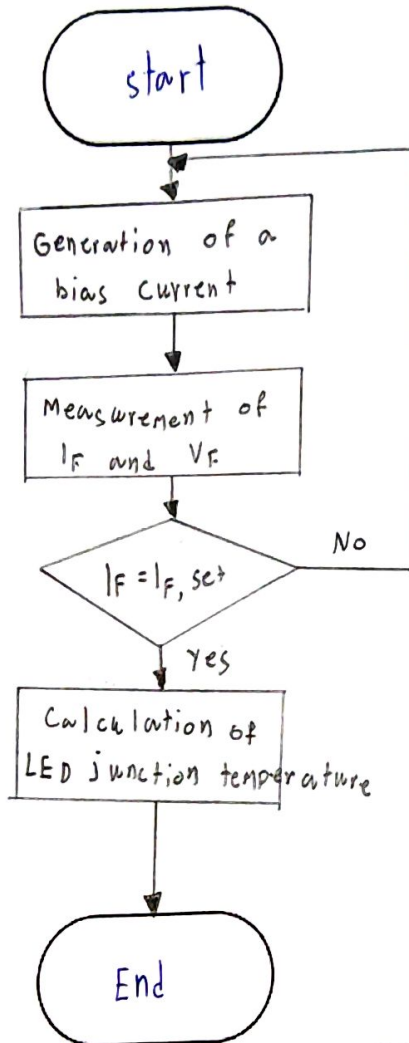 start
Generation of a
bias current
Measurement of
IF and VF
IF = IF, set
No
Yes
Calculation of
LED junction temperature
End